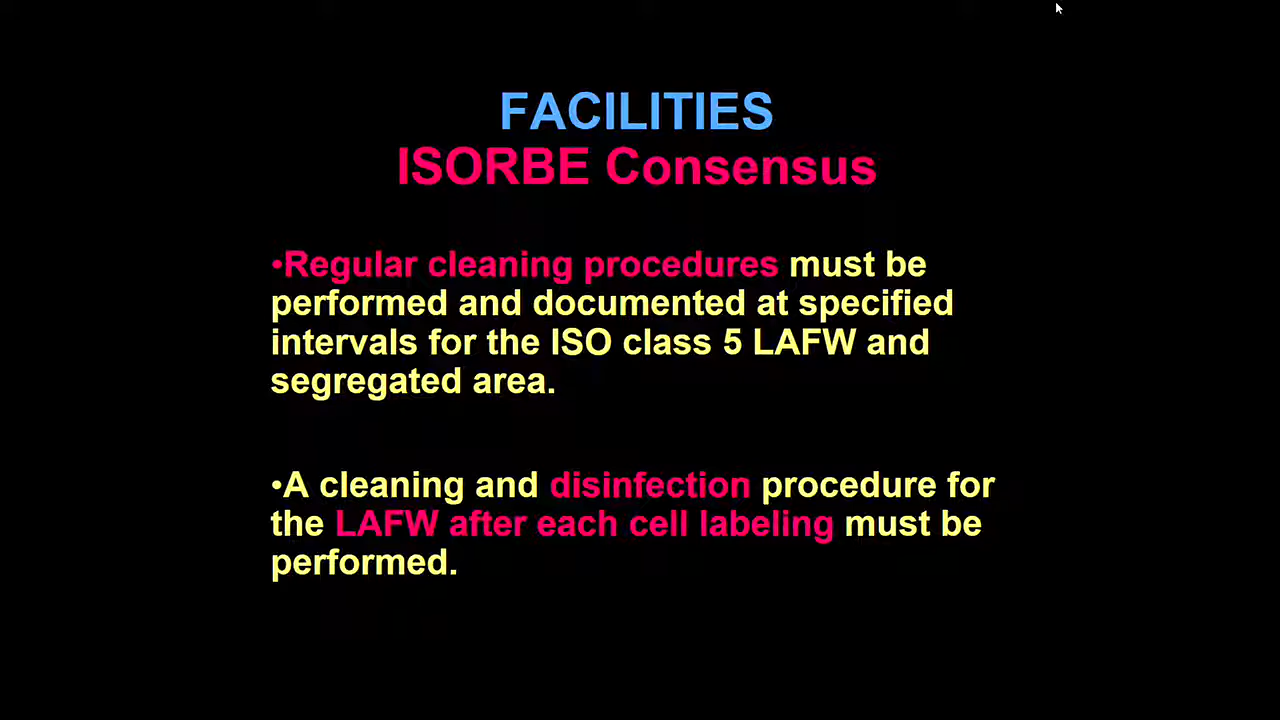 FACILITIES
ISORBE Consensus
•Regular cleaning procedures must be
performed and documented at specified
intervals for the ISO class 5 LAFW and
segregated area.
•A cleaning and disinfection procedure for
the LAFW after each cell labeling must be
performed.